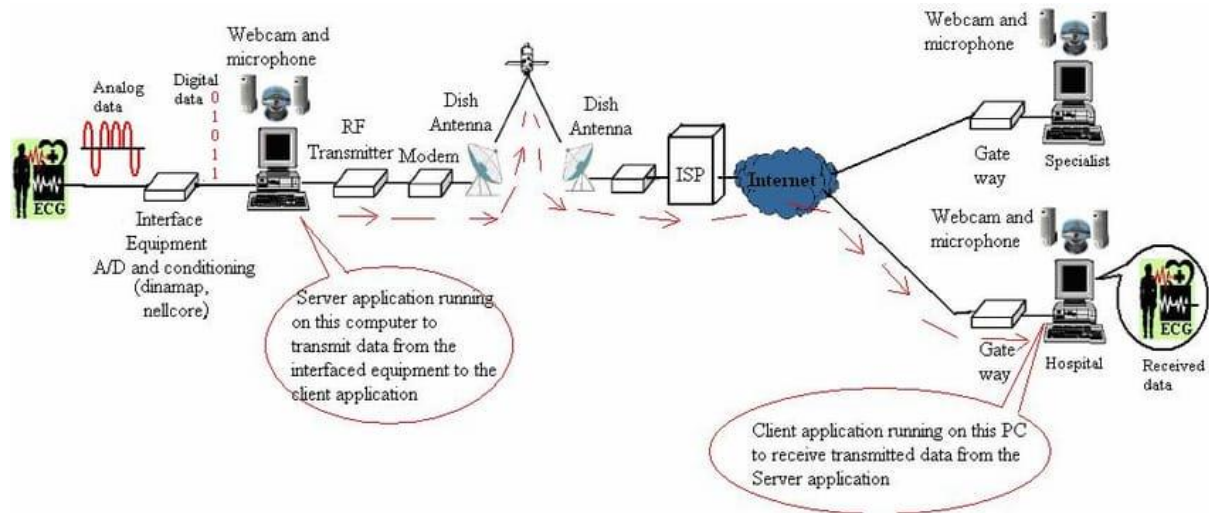 Webcam and
microphone
Analog
data
Digital
data
0
1
0
1
1
ECG
Interface
Equipment
A/D and conditioning
(dinamap,
nellcore)
RF
Transmitter
Modem
Dish
Antenna
Dish
Antenna
ISP
Internet
Webcam and
microphone
Gate
way
Specialist
Webcam and
microphone
Gate
way
Hospital
ECG
Received
data
Server application running
on this computer to
transmit data from the
interfaced equipment to the
client application
Client application running on this PC
to receive transmitted data from the
Server application